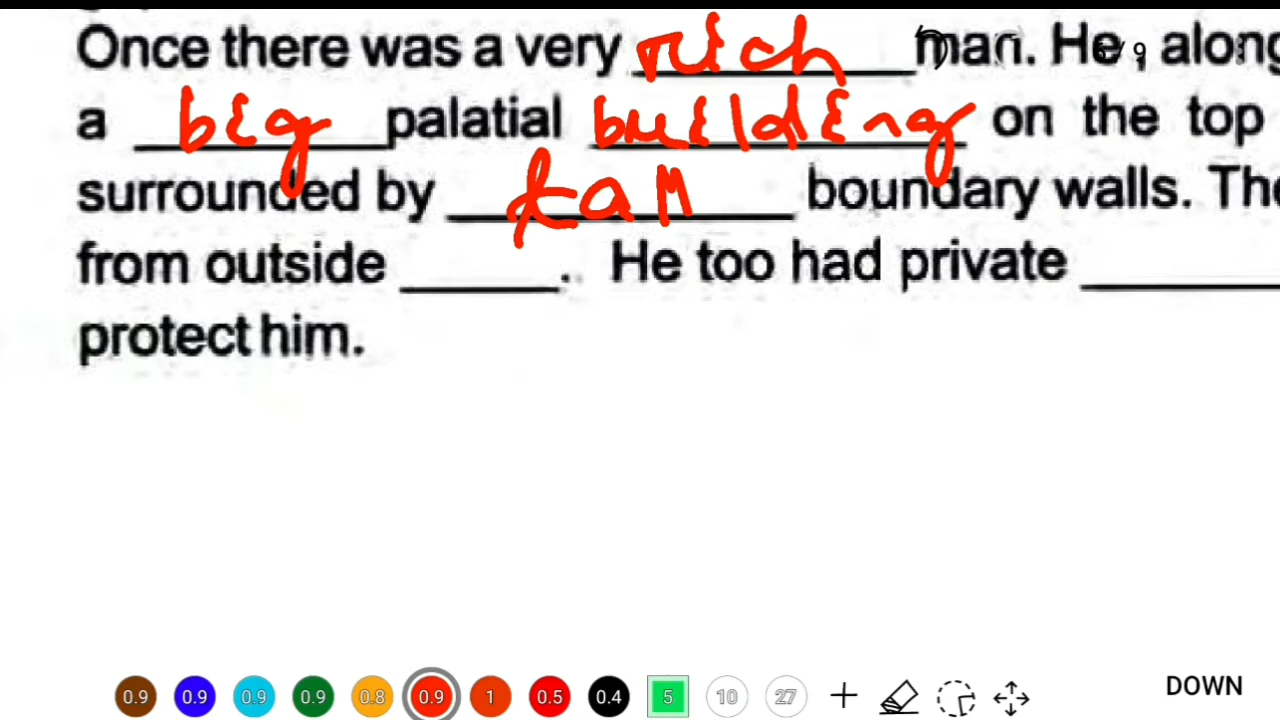 Once there was a very rich man. He along
a big palatial building on the top
surrounded by tall boundary walls. The
from outside ______. He too had private ______
protect him.
0.9 0.9 0.9 0.9 0.8 0.9 1 0.5 0.4 5 10 27 + DOWN